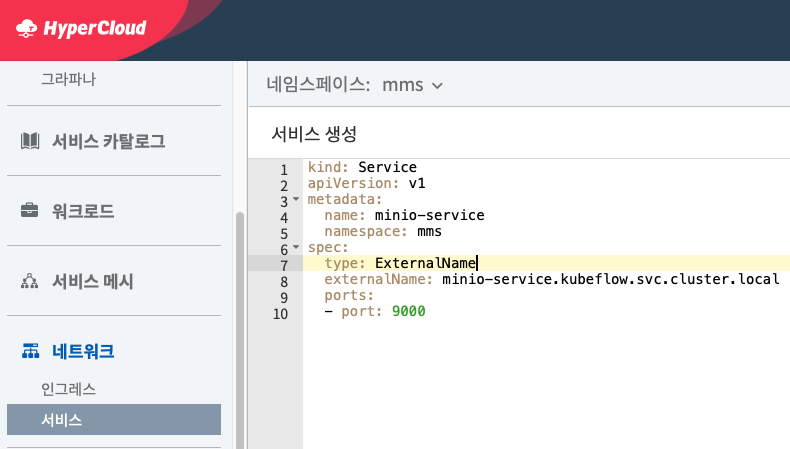 HyperCloud
그라파나
서비스 카탈로그
워크로드
서비스 메시
네트워크
인그레스
서비스
네임스페이스: mms
서비스 생성
1 kind: Service
2 apiVersion: v1
3 metadata:
4   name: minio-service
5   namespace: mms
6 spec:
7   type: ExternalName
8   externalName: minio-service.kubeflow.svc.cluster.local
9   ports:
10   - port: 9000